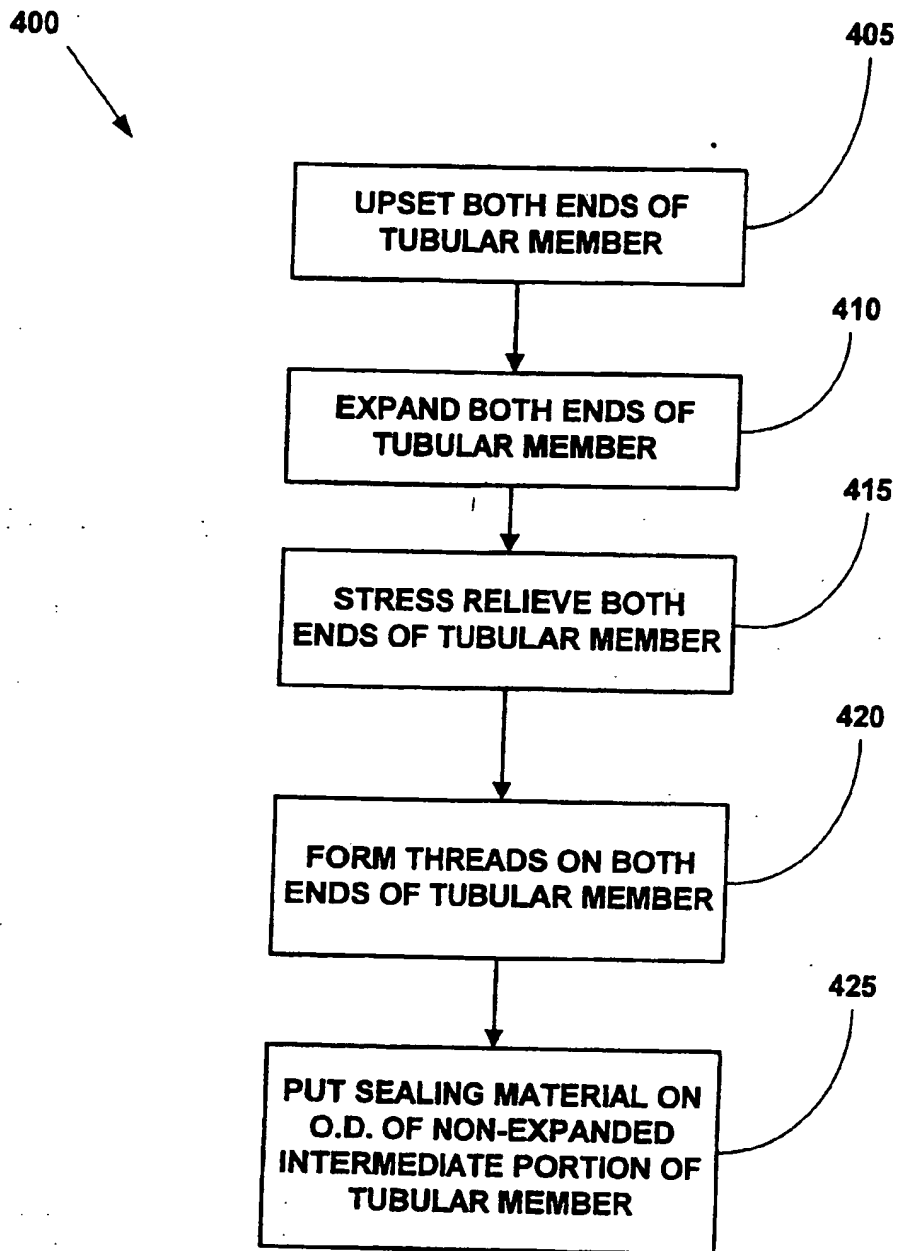 400
405
UPSET BOTH ENDS OF
TUBULAR MEMBER
410
EXPAND BOTH ENDS OF
TUBULAR MEMBER
415
STRESS RELIEVE BOTH
ENDS OF TUBULAR MEMBER
420
FORM THREADS ON BOTH
ENDS OF TUBULAR MEMBER
425
PUT SEALING MATERIAL ON
O.D. OF NON-EXPANDED
INTERMEDIATE PORTION OF
TUBULAR MEMBER